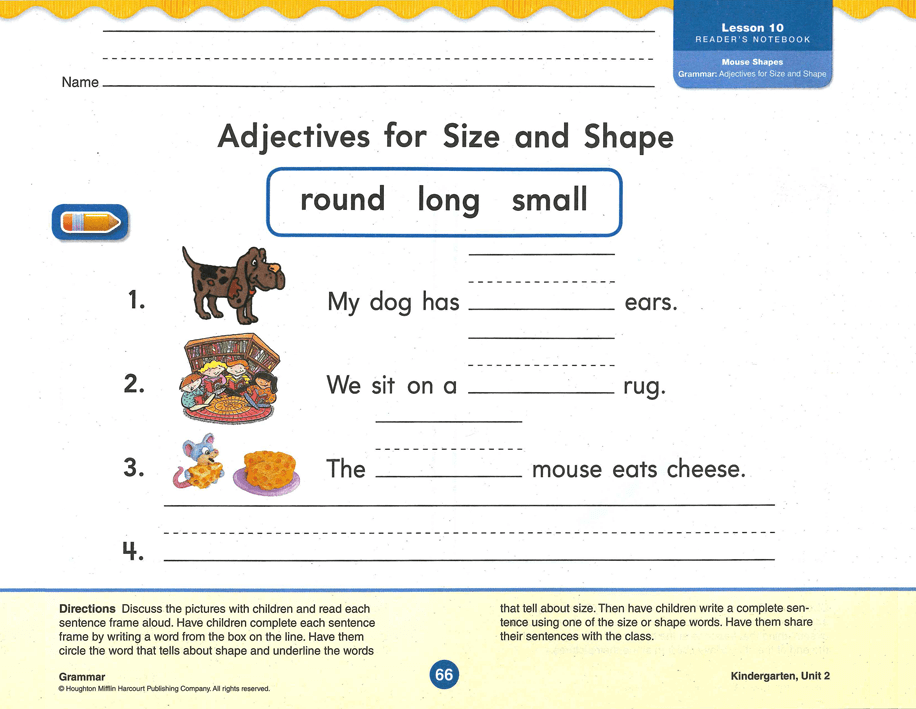 Lesson 10
READER'S NOTEBOOK
Mouse Shapes
Grammar: Adjectives for Size and Shape
Name
Adjectives for Size and Shape
round long small
1. My dog has ears.
2. We sit on a rug.
3. The mouse eats cheese.
4.
Directions Discuss the pictures with children and read each
sentence frame aloud. Have children complete each sentence
frame by writing a word from the box on the line. Have them
circle the word that tells about shape and underline the words
that tell about size. Then have children write a complete sen-
tence using one of the size or shape words. Have them share
their sentences with the class.
Grammar
© Houghton Mifflin Harcourt Publishing Company. All rights reserved.
66
Kindergarten, Unit 2